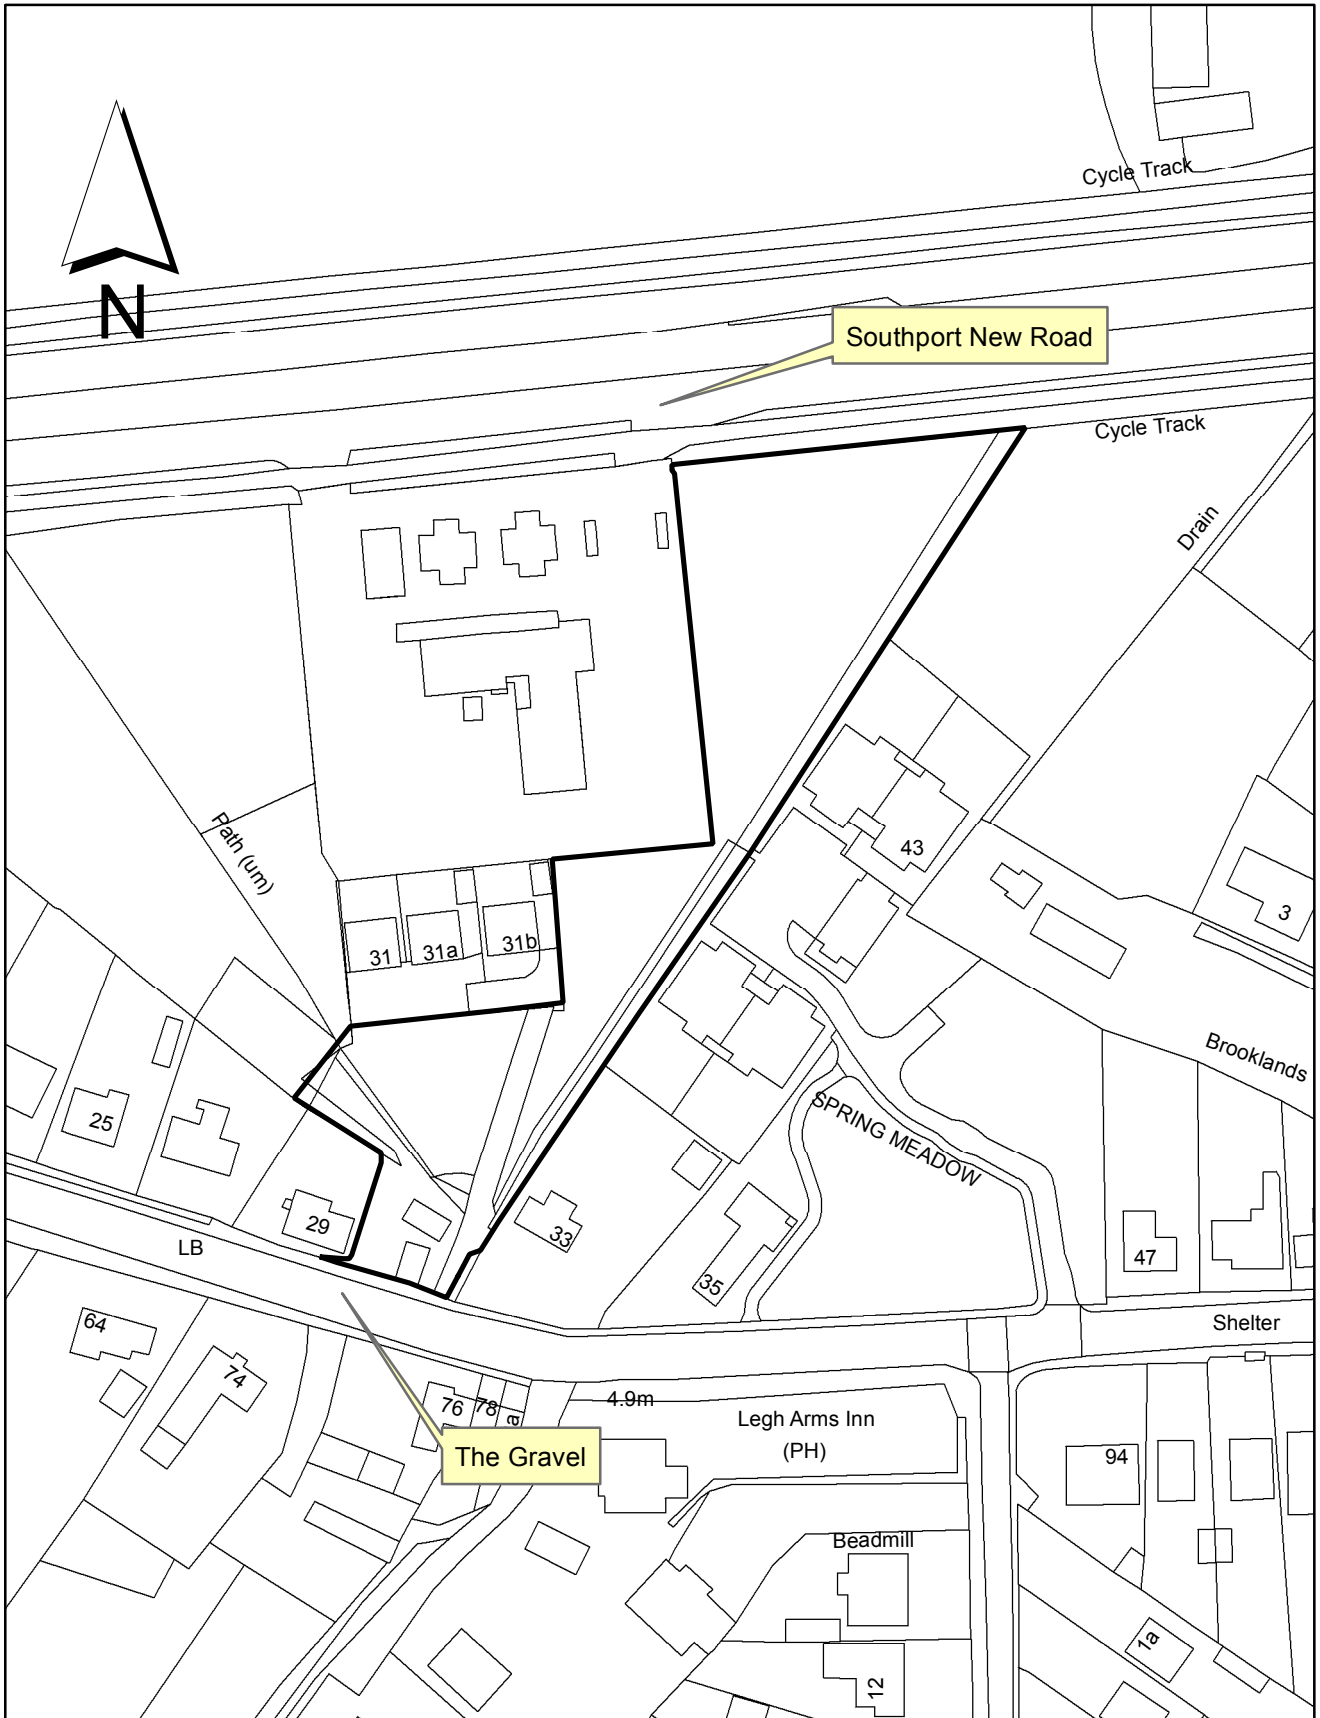 Cycle Track
N
Southport New Road
Cycle Track
Drain
Path (um)
43
3
31
31a
31b
Brooklands
25
SPRING MEADOW
29
33
LB
47
35
Shelter
64
74
76
78
a
4.9m
Legh Arms Inn
(PH)
The Gravel
94
Beadmill
1a
12